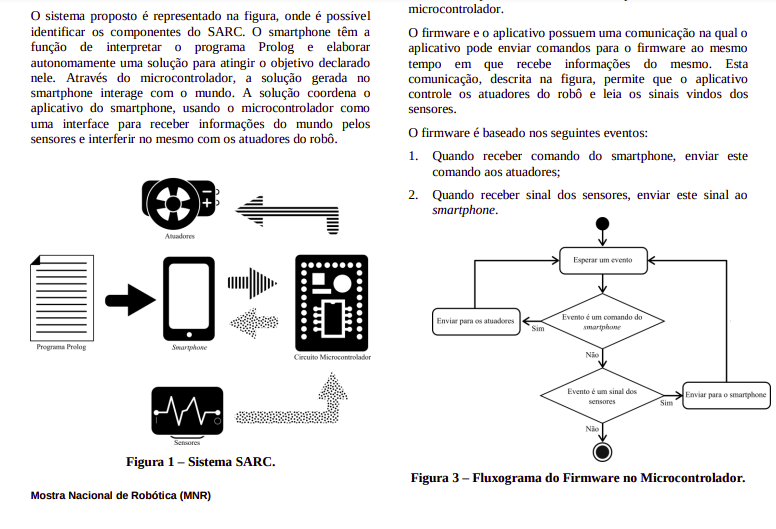 O sistema proposto é representado na figura, onde é possível
identificar os componentes do SARC. O smartphone têm a
função de interpretar o programa Prolog e elaborar
autonomamente uma solução para atingir o objetivo declarado
nele. Através do microcontrolador, a solução gerada no
smartphone interage com o mundo. A solução coordena o
aplicativo do smartphone, usando o microcontrolador como
uma interface para receber informações do mundo pelos
sensores e interferir no mesmo com os atuadores do robô.
Atuadores
Programa Prolog
Smartphone
Circuito Microcontrolador
Sensores
Figura 1 – Sistema SARC.
Mostra Nacional de Robótica (MNR)
microcontrolador.
O firmware e o aplicativo possuem uma comunicação na qual o
aplicativo pode enviar comandos para o firmware ao mesmo
tempo em que recebe informações do mesmo. Esta
comunicação, descrita na figura, permite que o aplicativo
controle os atuadores do robô e leia os sinais vindos dos
sensores.
O firmware é baseado nos seguintes eventos:
1. Quando receber comando do smartphone, enviar este
comando aos atuadores;
2. Quando receber sinal dos sensores, enviar este sinal ao
smartphone.
Esperar um evento
Enviar para os atuadores
Sim
Evento é um comando do
smartphone
Não
Evento é um sinal dos
sensores
Sim
Enviar para o smartphone
Não
Figura 3 – Fluxograma do Firmware no Microcontrolador.